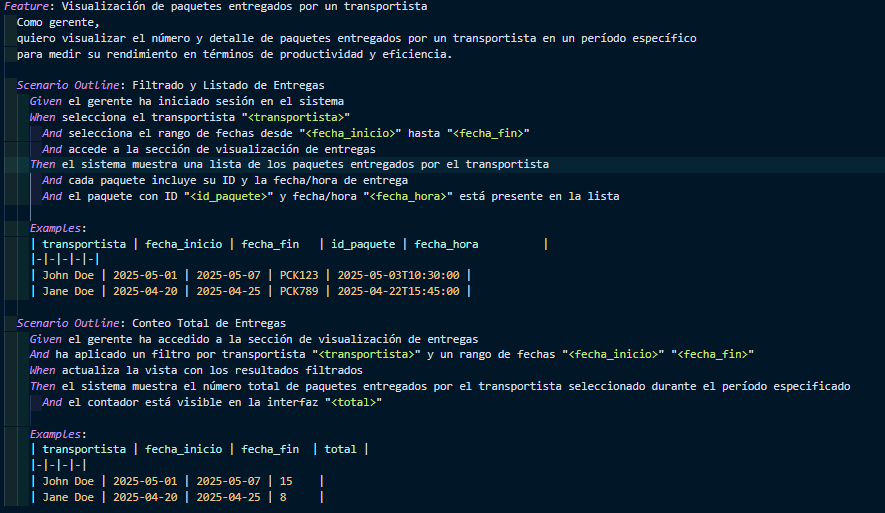 Feature: Visualización de paquetes entregados por un transportista
Como gerente,
quiero visualizar el número y detalle de paquetes entregados por un transportista en un período específico
para medir su rendimiento en términos de productividad y eficiencia.
Scenario Outline: Filtrado y Listado de Entregas
Given el gerente ha iniciado sesión en el sistema
When selecciona el transportista "<transportista>"
And selecciona el rango de fechas desde "<fecha_inicio>" hasta "<fecha_fin>"
And accede a la sección de visualización de entregas
Then el sistema muestra una lista de los paquetes entregados por el transportista
And cada paquete incluye su ID y la fecha/hora de entrega
And el paquete con ID "<id_paquete>" y fecha/hora "<fecha_hora>" está presente en la lista
Examples:
| transportista | fecha_inicio | fecha_fin   | id_paquete | fecha_hora          |
|-|-|-|-|-|
| John Doe | 2025-05-01 | 2025-05-07 | PCK123 | 2025-05-03T10:30:00 |
| Jane Doe | 2025-04-20 | 2025-04-25 | PCK789 | 2025-04-22T15:45:00 |
Scenario Outline: Conteo Total de Entregas
Given el gerente ha accedido a la sección de visualización de entregas
And ha aplicado un filtro por transportista "<transportista>" y un rango de fechas "<fecha_inicio>" "<fecha_fin>"
When actualiza la vista con los resultados filtrados
Then el sistema muestra el número total de paquetes entregados por el transportista seleccionado durante el período especificado
And el contador está visible en la interfaz "<total>"
Examples:
| transportista | fecha_inicio | fecha_fin  | total |
|-|-|-|-|
| John Doe | 2025-05-01 | 2025-05-07 | 15    |
| Jane Doe | 2025-04-20 | 2025-04-25 | 8     |